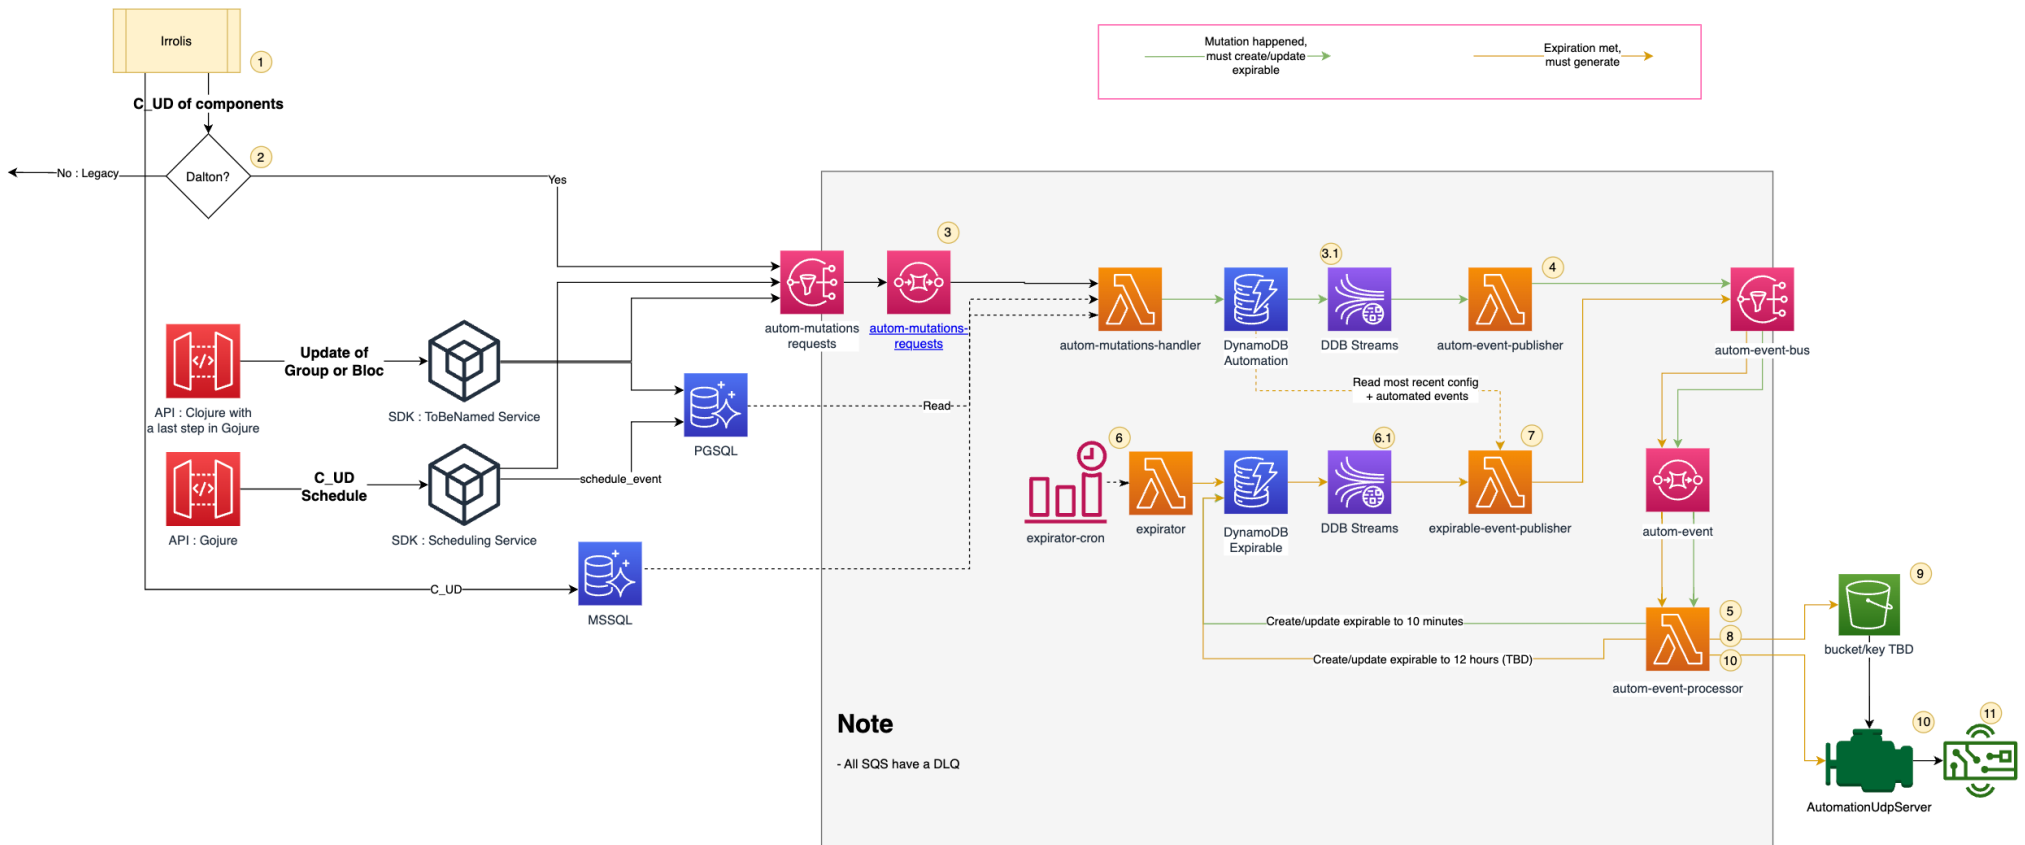 Irrolis
1
C_UD of components
Mutation happened,
must create/update
expirable
Expiration met,
must generate
2
Dalton?
No : Legacy
Yes
3
3.1
4
autom-mutations
requests
autom-mutations-
requests
autom-mutations-handler
DynamoDB
Automation
DDB Streams
autom-event-publisher
autom-event-bus
Update of
Group or Bloc
API : Clojure with
a last step in Gojure
SDK : ToBeNamed Service
Read
PGSQL
Read most recent config
+ automated events
6
6.1
7
C_UD
Schedule
schedule_event
API : Gojure
SDK : Scheduling Service
expirator-cron
expirator
DynamoDB
Expirable
DDB Streams
expirable-event-publisher
autom-event
C_UD
MSSQL
Create/update expirable to 10 minutes
Create/update expirable to 12 hours (TBD)
5
8
10
autom-event-processor
9
bucket/key TBD
Note
- All SQS have a DLQ
10
11
AutomationUdpServer